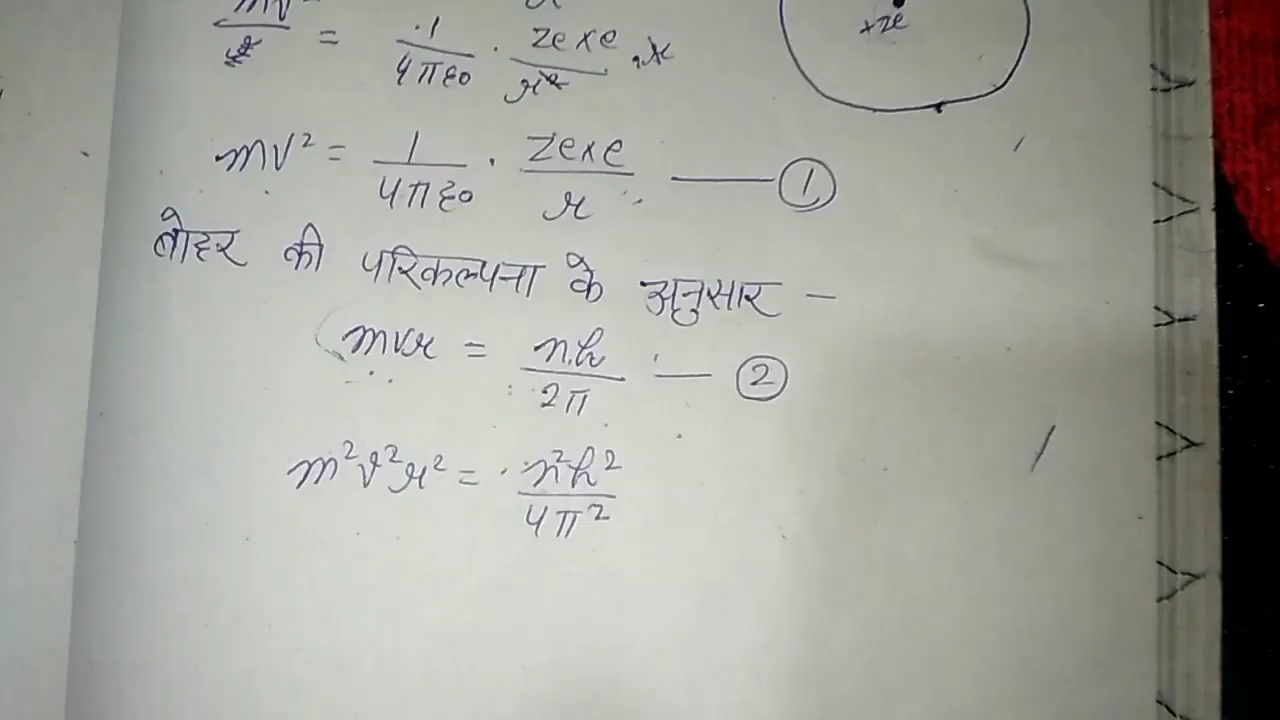 mv² = 1/4πε0 · ze×e/r² · r
+ze
mv² = 1/4πε0 · ze×e/r — ①
बोहर की परिकल्पना के अनुसार –
mvr = nh/2π — ②
m²v²r² = n²h²/4π²